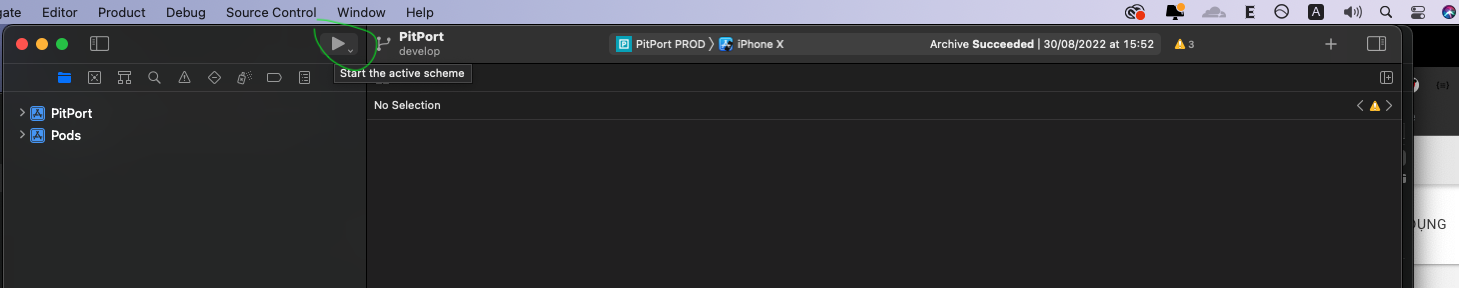 gate Editor Product Debug Source Control Window Help E A
PitPort PitPort PROD iPhone X Archive Succeeded | 30/08/2022 at 15:52 3
develop
Start the active scheme
No Selection
PitPort
Pods
ỤNG